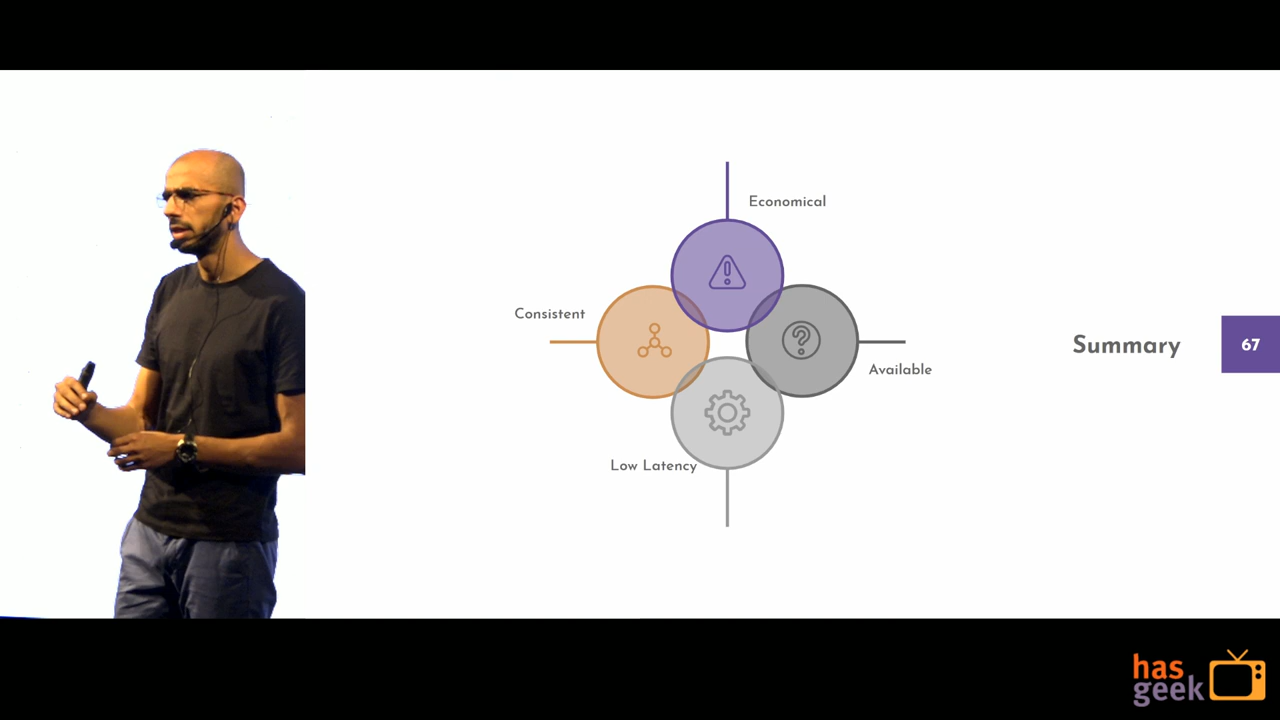 Economical
Consistent
Available
Low Latency
Summary
67
has
geek